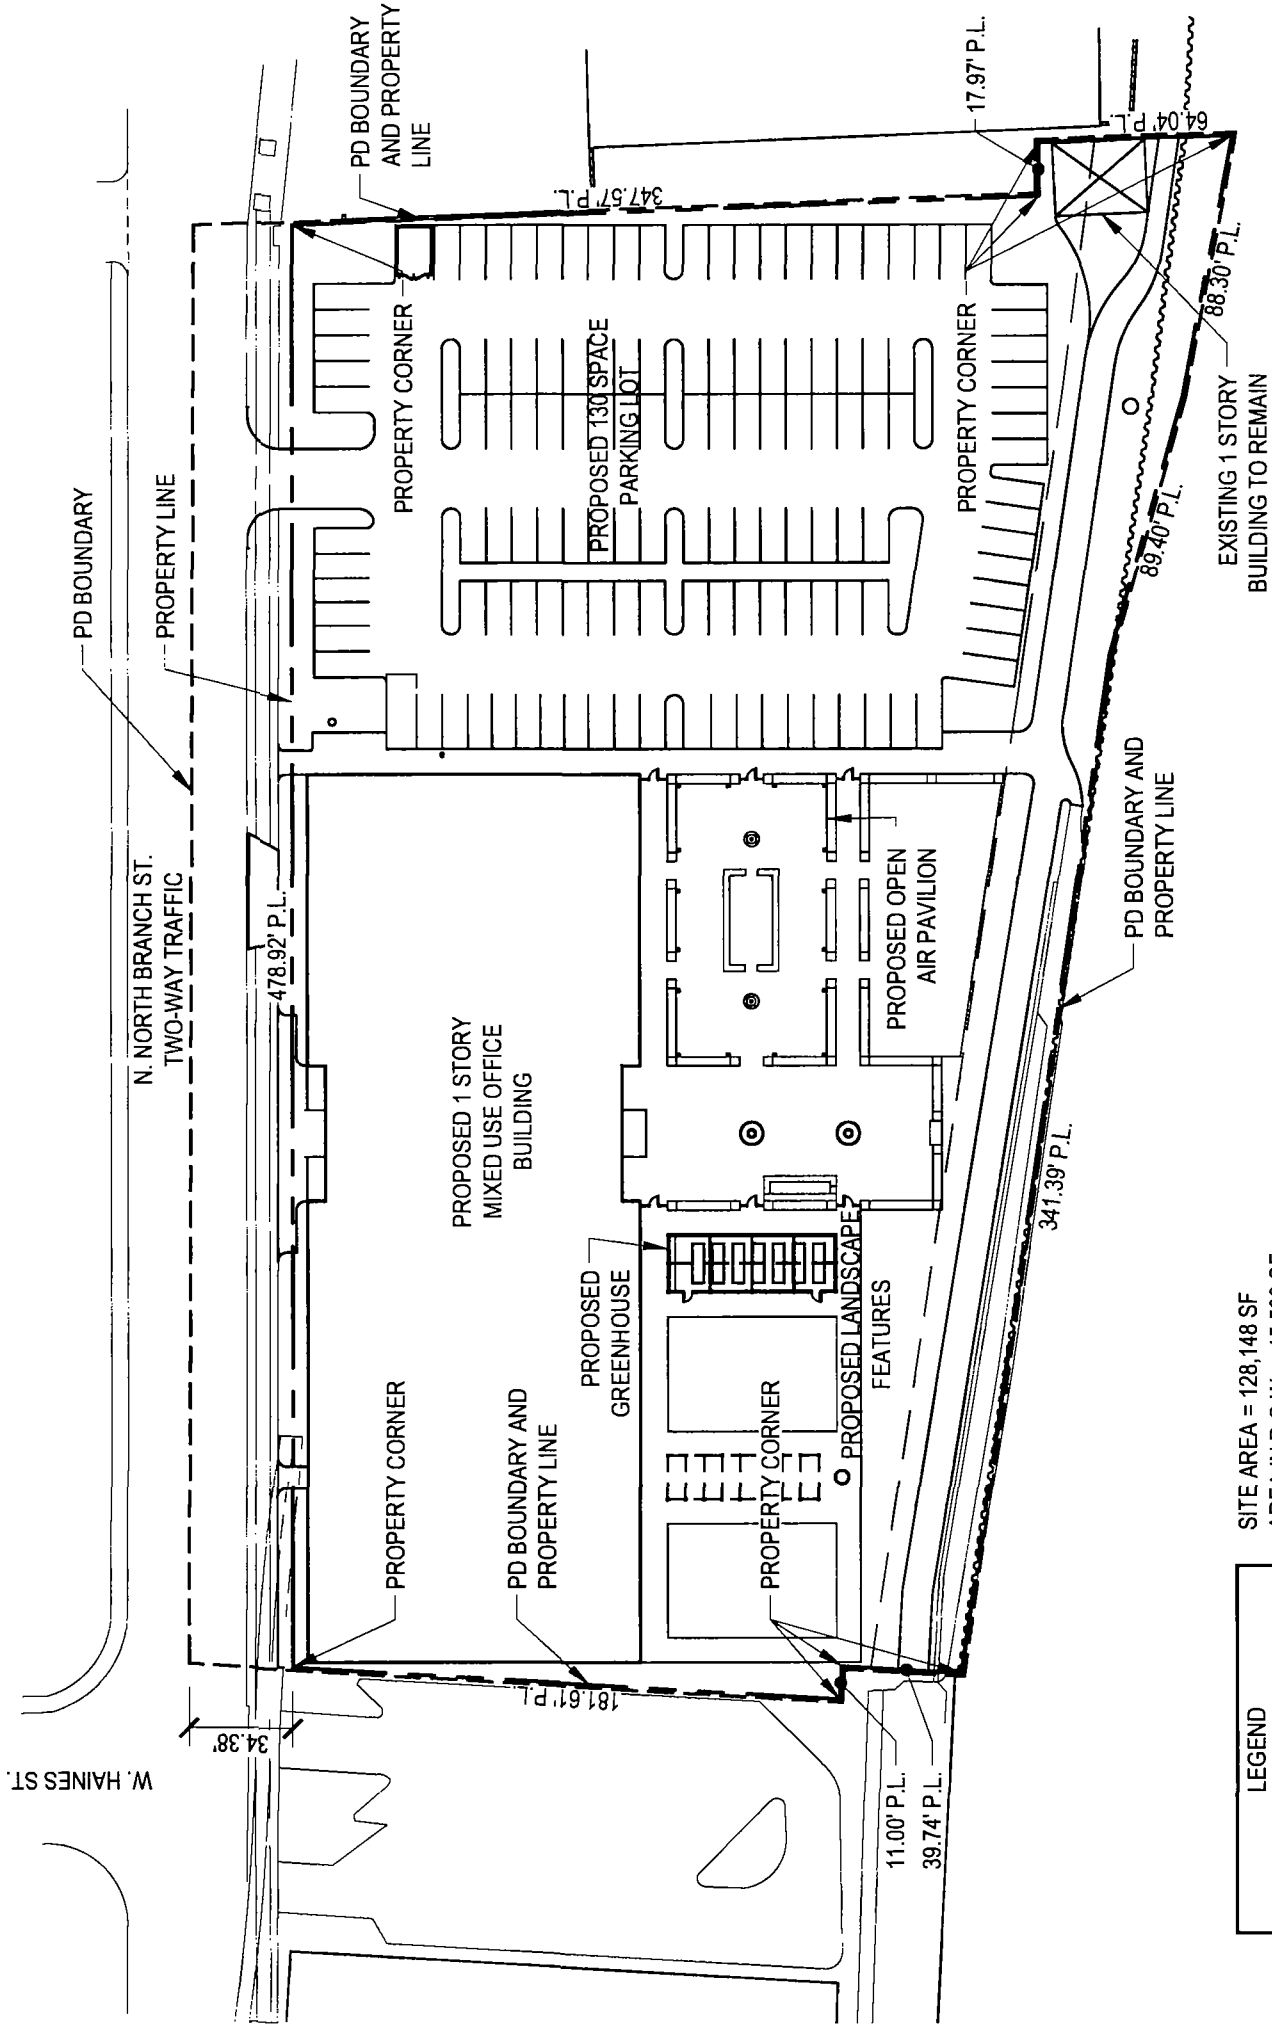 W. HAINES ST.
34.38'
N. NORTH BRANCH ST.
TWO-WAY TRAFFIC
PD BOUNDARY
PROPERTY LINE
478.92' P.L.
PD BOUNDARY
AND PROPERTY
LINE
347.57' P.L.
PROPERTY CORNER
PROPOSED 130 SPACE
PARKING LOT
PROPERTY CORNER
17.97' P.L.
64.04' P.L.
88.30' P.L.
EXISTING 1 STORY
BUILDING TO REMAIN
89.40' P.L.
PROPERTY CORNER
PD BOUNDARY AND
PROPERTY LINE
181.61' P.L.
PROPOSED 1 STORY
MIXED USE OFFICE
BUILDING
PROPOSED
GREENHOUSE
PROPOSED OPEN
AIR PAVILION
PROPOSED LANDSCAPE
FEATURES
PROPERTY CORNER
11.00' P.L.
39.74' P.L.
341.39' P.L.
PD BOUNDARY AND
PROPERTY LINE
LEGEND
SITE AREA = 128,148 SF